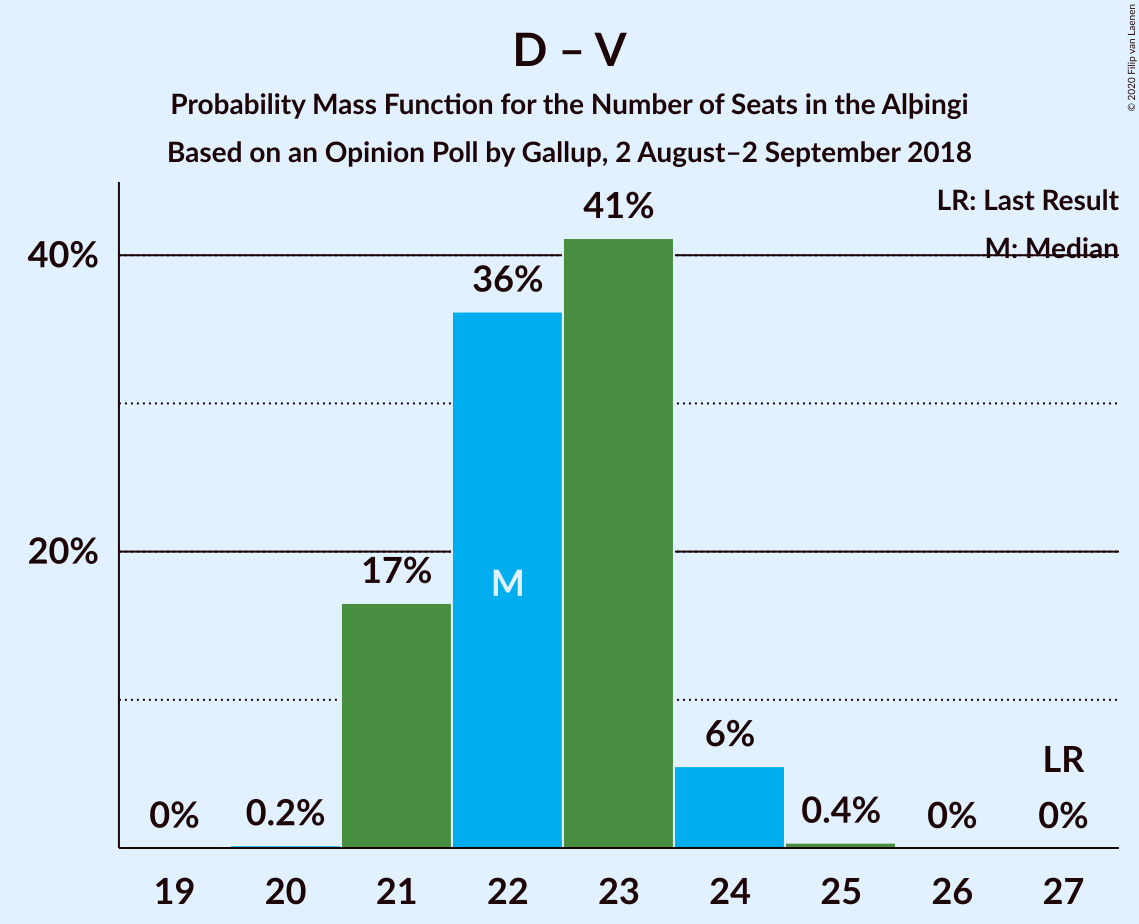 D – V
Probability Mass Function for the Number of Seats in the Alþingi
Based on an Opinion Poll by Gallup, 2 August–2 September 2018
© 2020 Filip van Laenen
LR: Last Result
M: Median
40%
20%
0%
0.2%
17%
36%
M
41%
6%
0.4%
0%
LR
0%
19 20 21 22 23 24 25 26 27